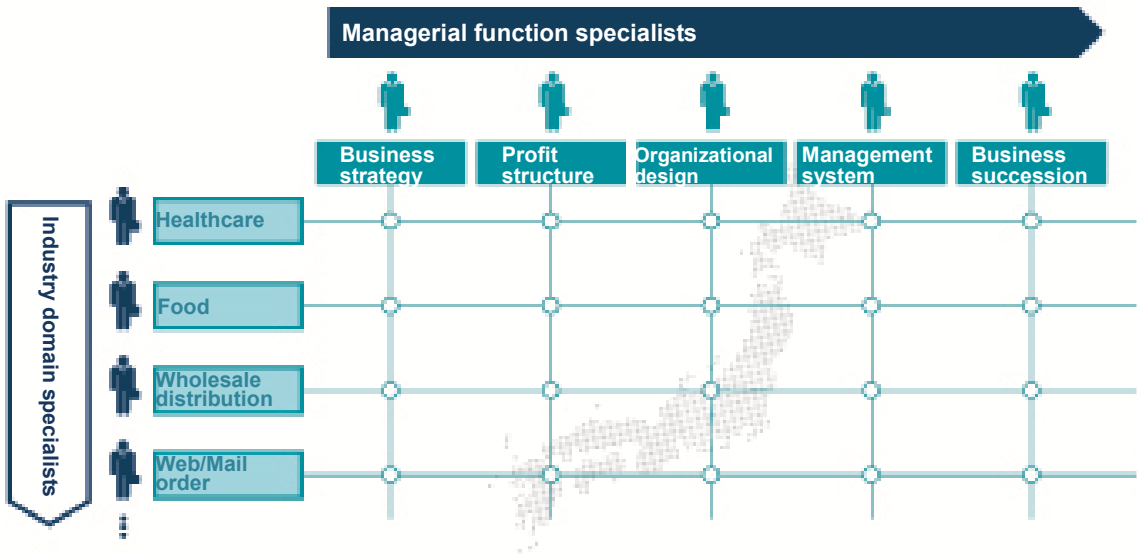 Managerial function specialists
Business
strategy
Profit
structure
Organizational
design
Management
system
Business
succession
Industry domain specialists
Healthcare
Food
Wholesale
distribution
Web/Mail
order